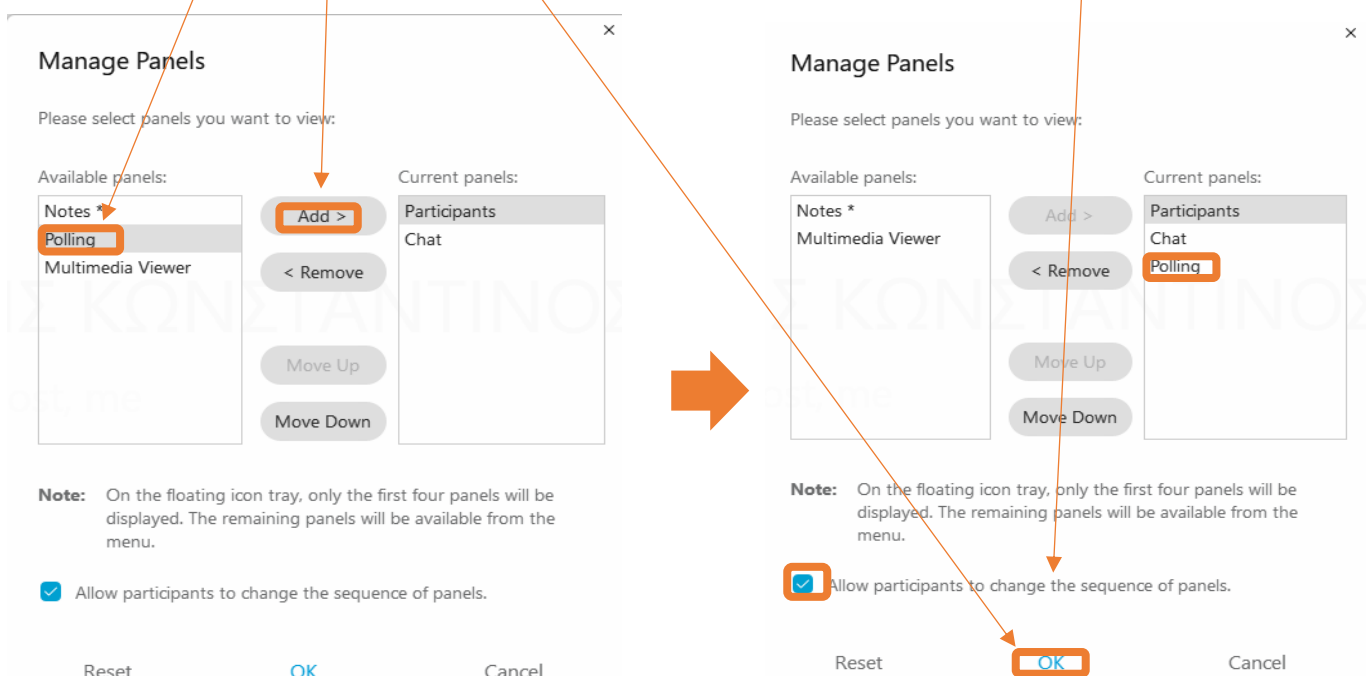 ×
Manage Panels
Please select panels you want to view:
Available panels:
Current panels:
Notes *
Polling
Multimedia Viewer
Add >
< Remove
Move Up
Move Down
Participants
Chat
Note: On the floating icon tray, only the first four panels will be
displayed. The remaining panels will be available from the
menu.
Allow participants to change the sequence of panels.
Reset OK Cancel
×
Manage Panels
Please select panels you want to view:
Available panels:
Current panels:
Notes *
Multimedia Viewer
Add >
< Remove
Move Up
Move Down
Participants
Chat
Polling
Note: On the floating icon tray, only the first four panels will be
displayed. The remaining panels will be available from the
menu.
Allow participants to change the sequence of panels.
Reset OK Cancel